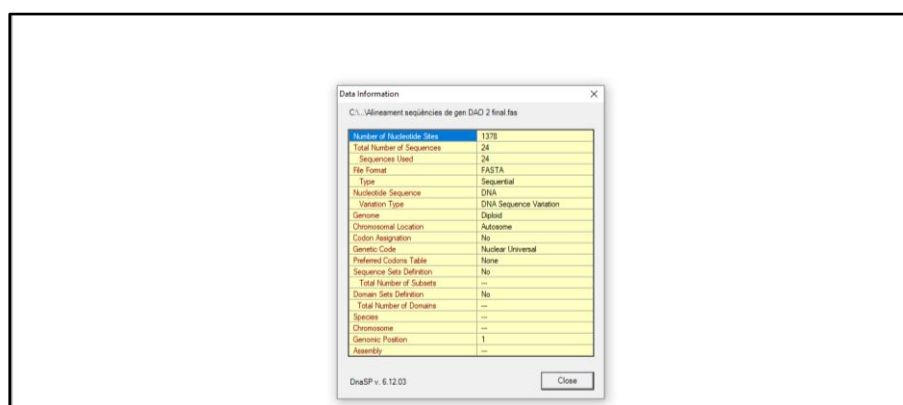 Data Information
C:\...\Alineament seqüències de gen DAO 2 final.fas
Number of Nucleotide Sites 1378
Total Number of Sequences 24
Sequences Used 24
File Format FASTA
Type Sequential
Nucleotide Sequence DNA
Variation Type DNA Sequence Variation
Genome Diploid
Chromosomal Location Autosome
Codon Assignation No
Genetic Code Nuclear Universal
Preferred Codons Table None
Sequence Sets Definition No
Total Number of Subsets ---
Domain Sets Definition No
Total Number of Domains ---
Species ---
Chromosome ---
Genomic Position 1
Assembly ---
DnaSP v. 6.12.03 Close